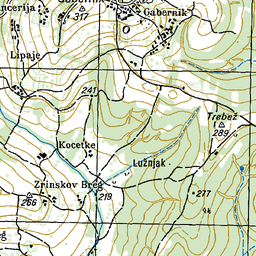 317
Gabernik
Lipaje
241
Trebež
289
Kocetke
Lužnjak
Zrinskov Breg
219
277
266